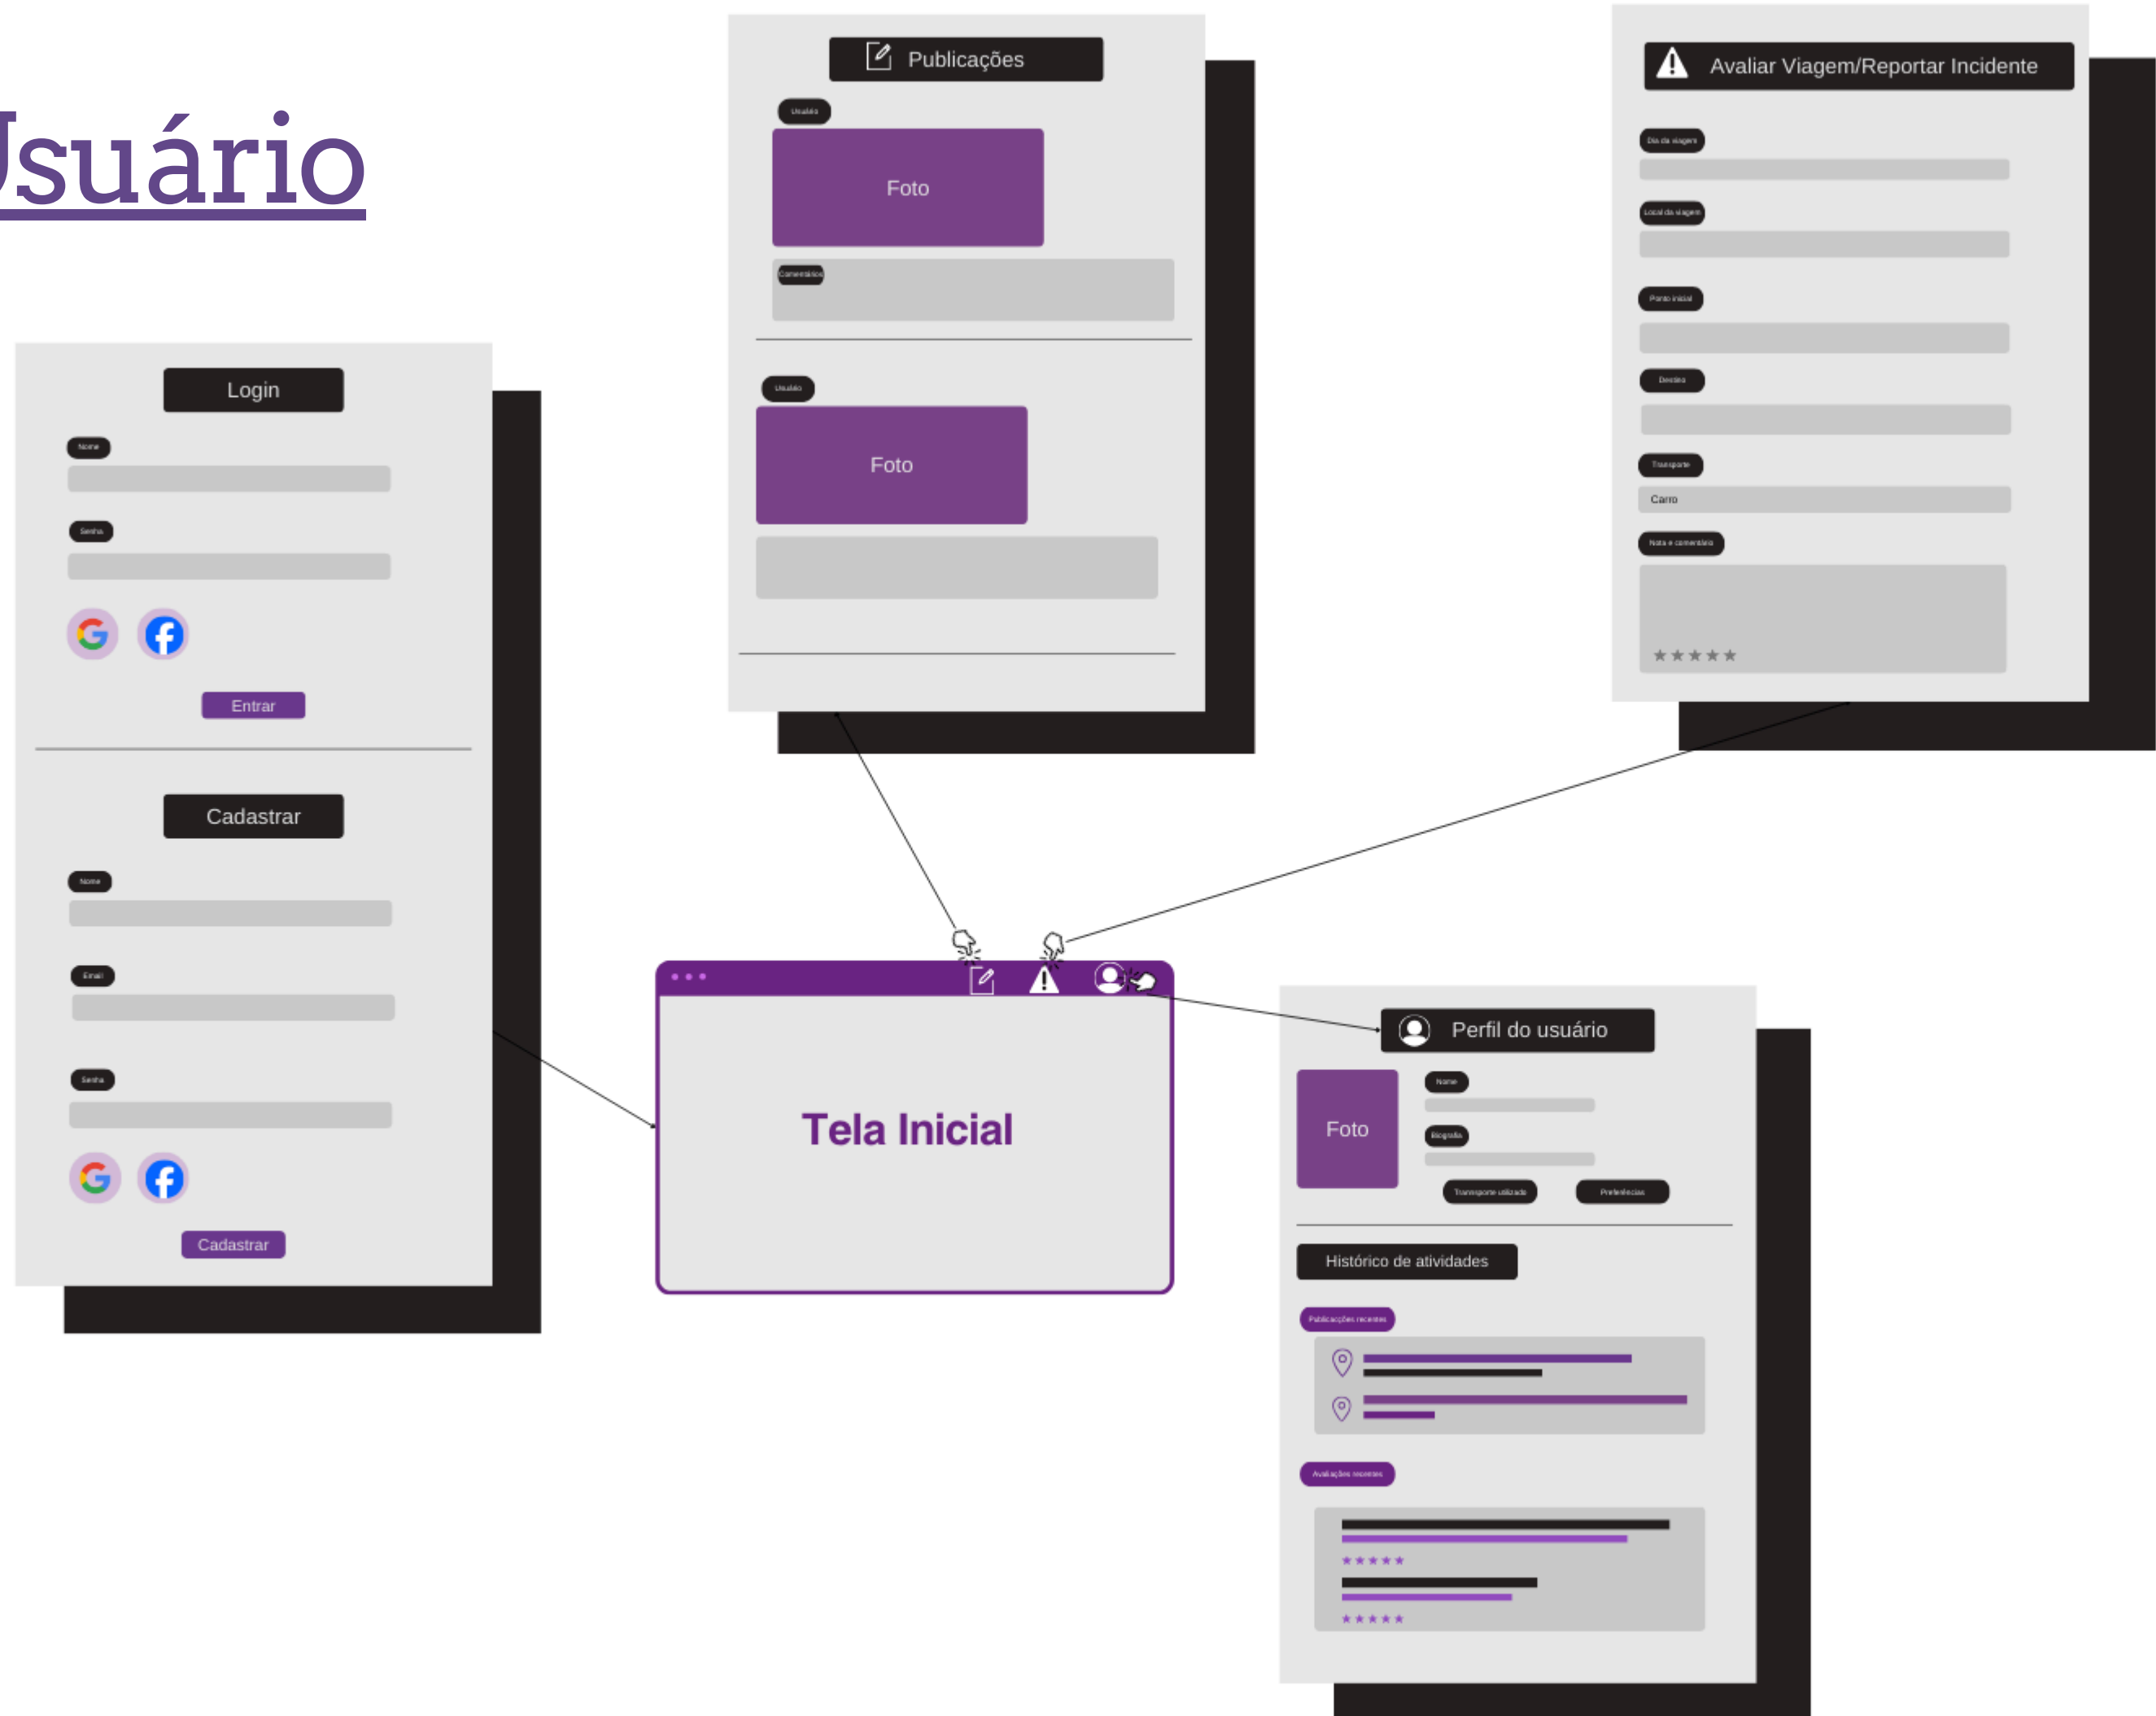 Usuário
Login
Nome
Senha
Entrar
Cadastrar
Nome
Email
Senha
Cadastrar
Publicações
Usuário
Foto
Comentários
Usuário
Foto
Avaliar Viagem/Reportar Incidente
Dia da viagem
Local da viagem
Ponto inicial
Destino
Transporte
Carro
Nota e comentário
Tela Inicial
Perfil do usuário
Foto
Nome
Biografia
Transporte utilizado
Preferências
Histórico de atividades
Publicacções recentes
Avaliações recentes